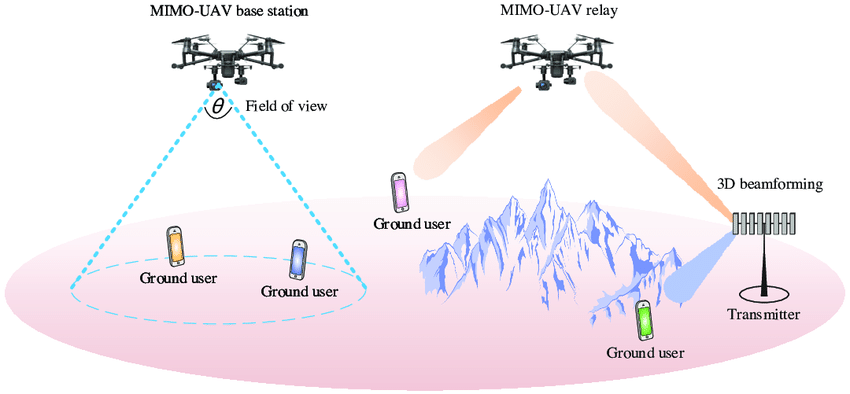 MIMO-UAV base station
MIMO-UAV relay
θ
Field of view
3D beamforming
Ground user
Ground user
Ground user
Transmitter
Ground user